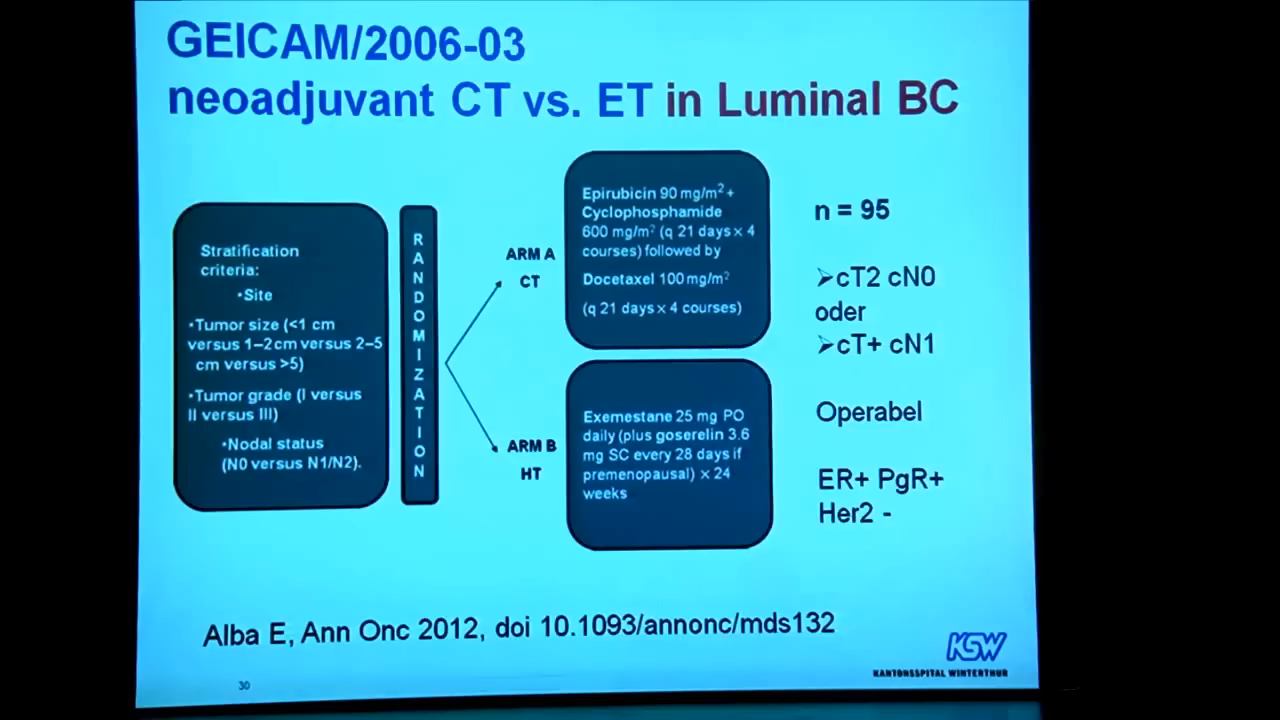 GEICAM/2006-03
neoadjuvant CT vs. ET in Luminal BC
Stratification
criteria:
•Site
•Tumor size (<1 cm
versus 1–2cm versus 2–5
cm versus >5)
•Tumor grade (I versus
II versus III)
•Nodal status
(N0 versus N1/N2).
RANDOMIZATION
ARM A
CT
Epirubicin 90 mg/m² +
Cyclophosphamide
600 mg/m² (q 21 days x 4
courses) followed by
Docetaxel 100 mg/m²
(q 21 days x 4 courses)
ARM B
HT
Exemestane 25 mg PO
daily (plus goserelin 3.6
mg SC every 28 days if
premenopausal) × 24
weeks
n = 95
➢cT2 cN0
oder
➢cT+ cN1
Operabel
ER+ PgR+
Her2 -
Alba E, Ann Onc 2012, doi 10.1093/annonc/mds132
KSW
KANTONSSPITAL WINTERTHUR
30